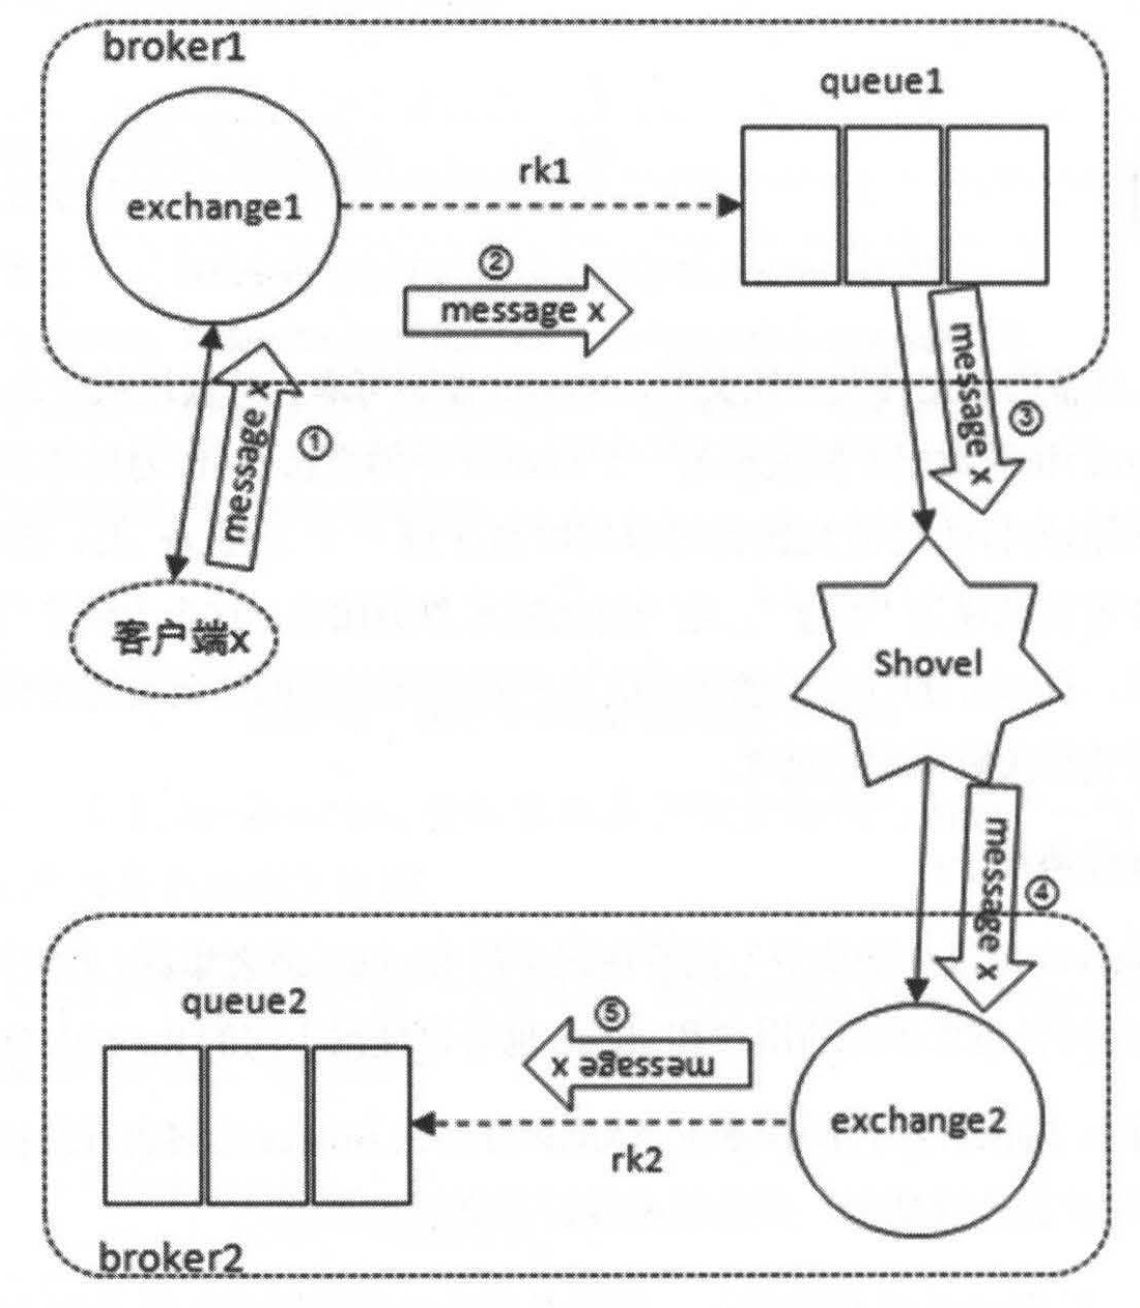 broker1
queue1
rk1
exchange1
②
message x
message x
③
message x
①
客户端x
Shovel
message x
④
queue2
⑤
message x
exchange2
rk2
broker2